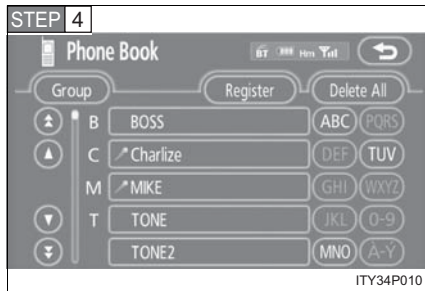 STEP 4
Phone Book BT Hm
Group Register Delete All
B BOSS ABC PQRS
C Charlize DEF TUV
M MIKE GHI WXYZ
T TONE JKL 0-9
TONE2 MNO À-Ý
ITY34P010